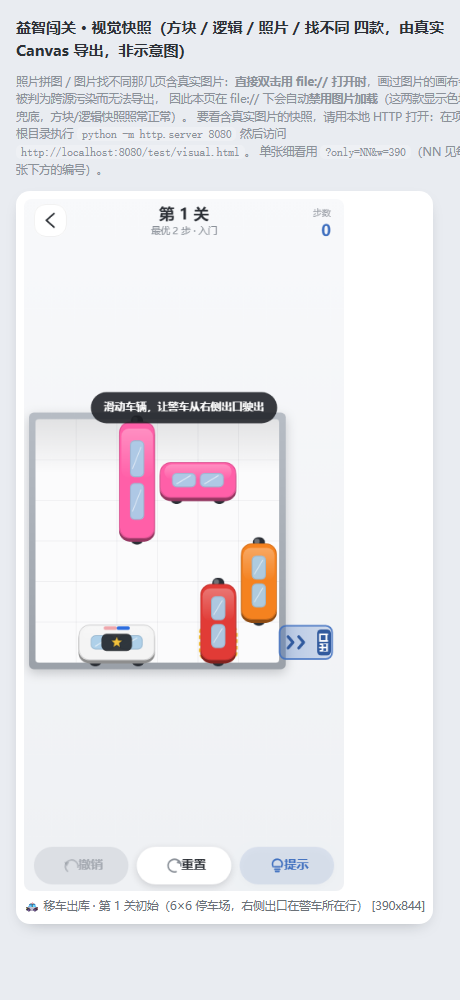 益智闯关 · 视觉快照（方块 / 逻辑 / 照片 / 找不同 四款，由真实
Canvas 导出，非示意图）
照片拼图 / 图片找不同那几页含真实图片：直接双击用 file:// 打开时，画过图片的画布
被判为跨源污染而无法导出， 因此本页在 file:// 下会自动禁用图片加载（这两款显示色
兜底，方块/逻辑快照照常正常）。 要看含真实图片的快照，请用本地 HTTP 打开：在项
根目录执行 python -m http.server 8080 然后访问
http://localhost:8080/test/visual.html 。 单张细看用 ?only=NN&w=390 （NN 见每
张下方的编号）。
第 1 关
最优 2 步 · 入门
步数
0
滑动车辆，让警车从右侧出口驶出
出口
撤销
重置
提示
移车出库 · 第 1 关初始（6×6 停车场，右侧出口在警车所在行） [390x844]